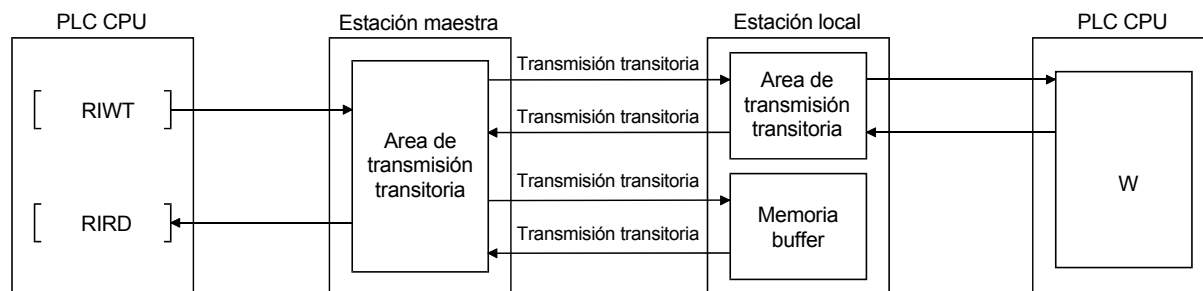 PLC CPU
Estación maestra
Estación local
PLC CPU
RIWT
RIRD
Area de
transmisión
transitoria
Transmisión transitoria
Transmisión transitoria
Transmisión transitoria
Transmisión transitoria
Area de
transmisión
transitoria
Memoria
buffer
W